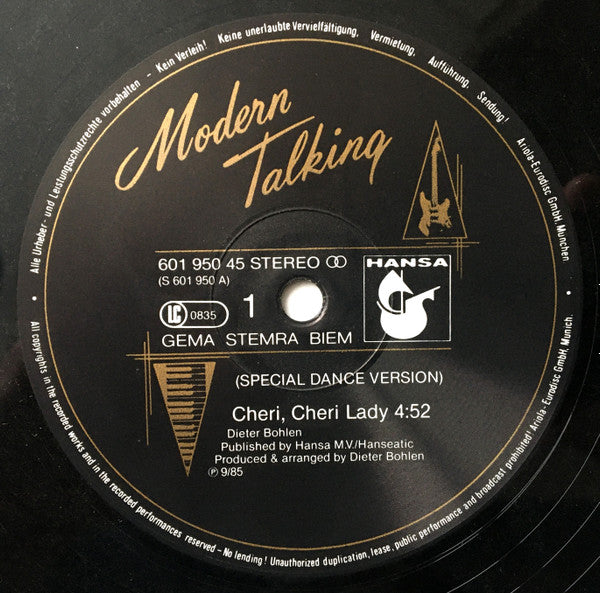 Alle Urheber- und Leistungsschutzrechte vorbehalten - Kein Verleih! Keine unerlaubte Vervielfältigung, Vermietung, Aufführung, Sendung! Ariola-Eurodisc GmbH, München
Modern
Talking
601 950 45 STEREO
(S 601 950 A)
HANSA
LC 0835
1
GEMA STEMRA BIEM
(SPECIAL DANCE VERSION)
Cheri, Cheri Lady 4:52
Dieter Bohlen
Published by Hansa M.V./Hanseatic
Produced & arranged by Dieter Bohlen
℗ 9/85
All copyrights in the recorded works and in the recorded performances reserved - No lending! Unauthorized duplication, lease, public performance and broadcast prohibited! Ariola-Eurodisc GmbH, Munich.